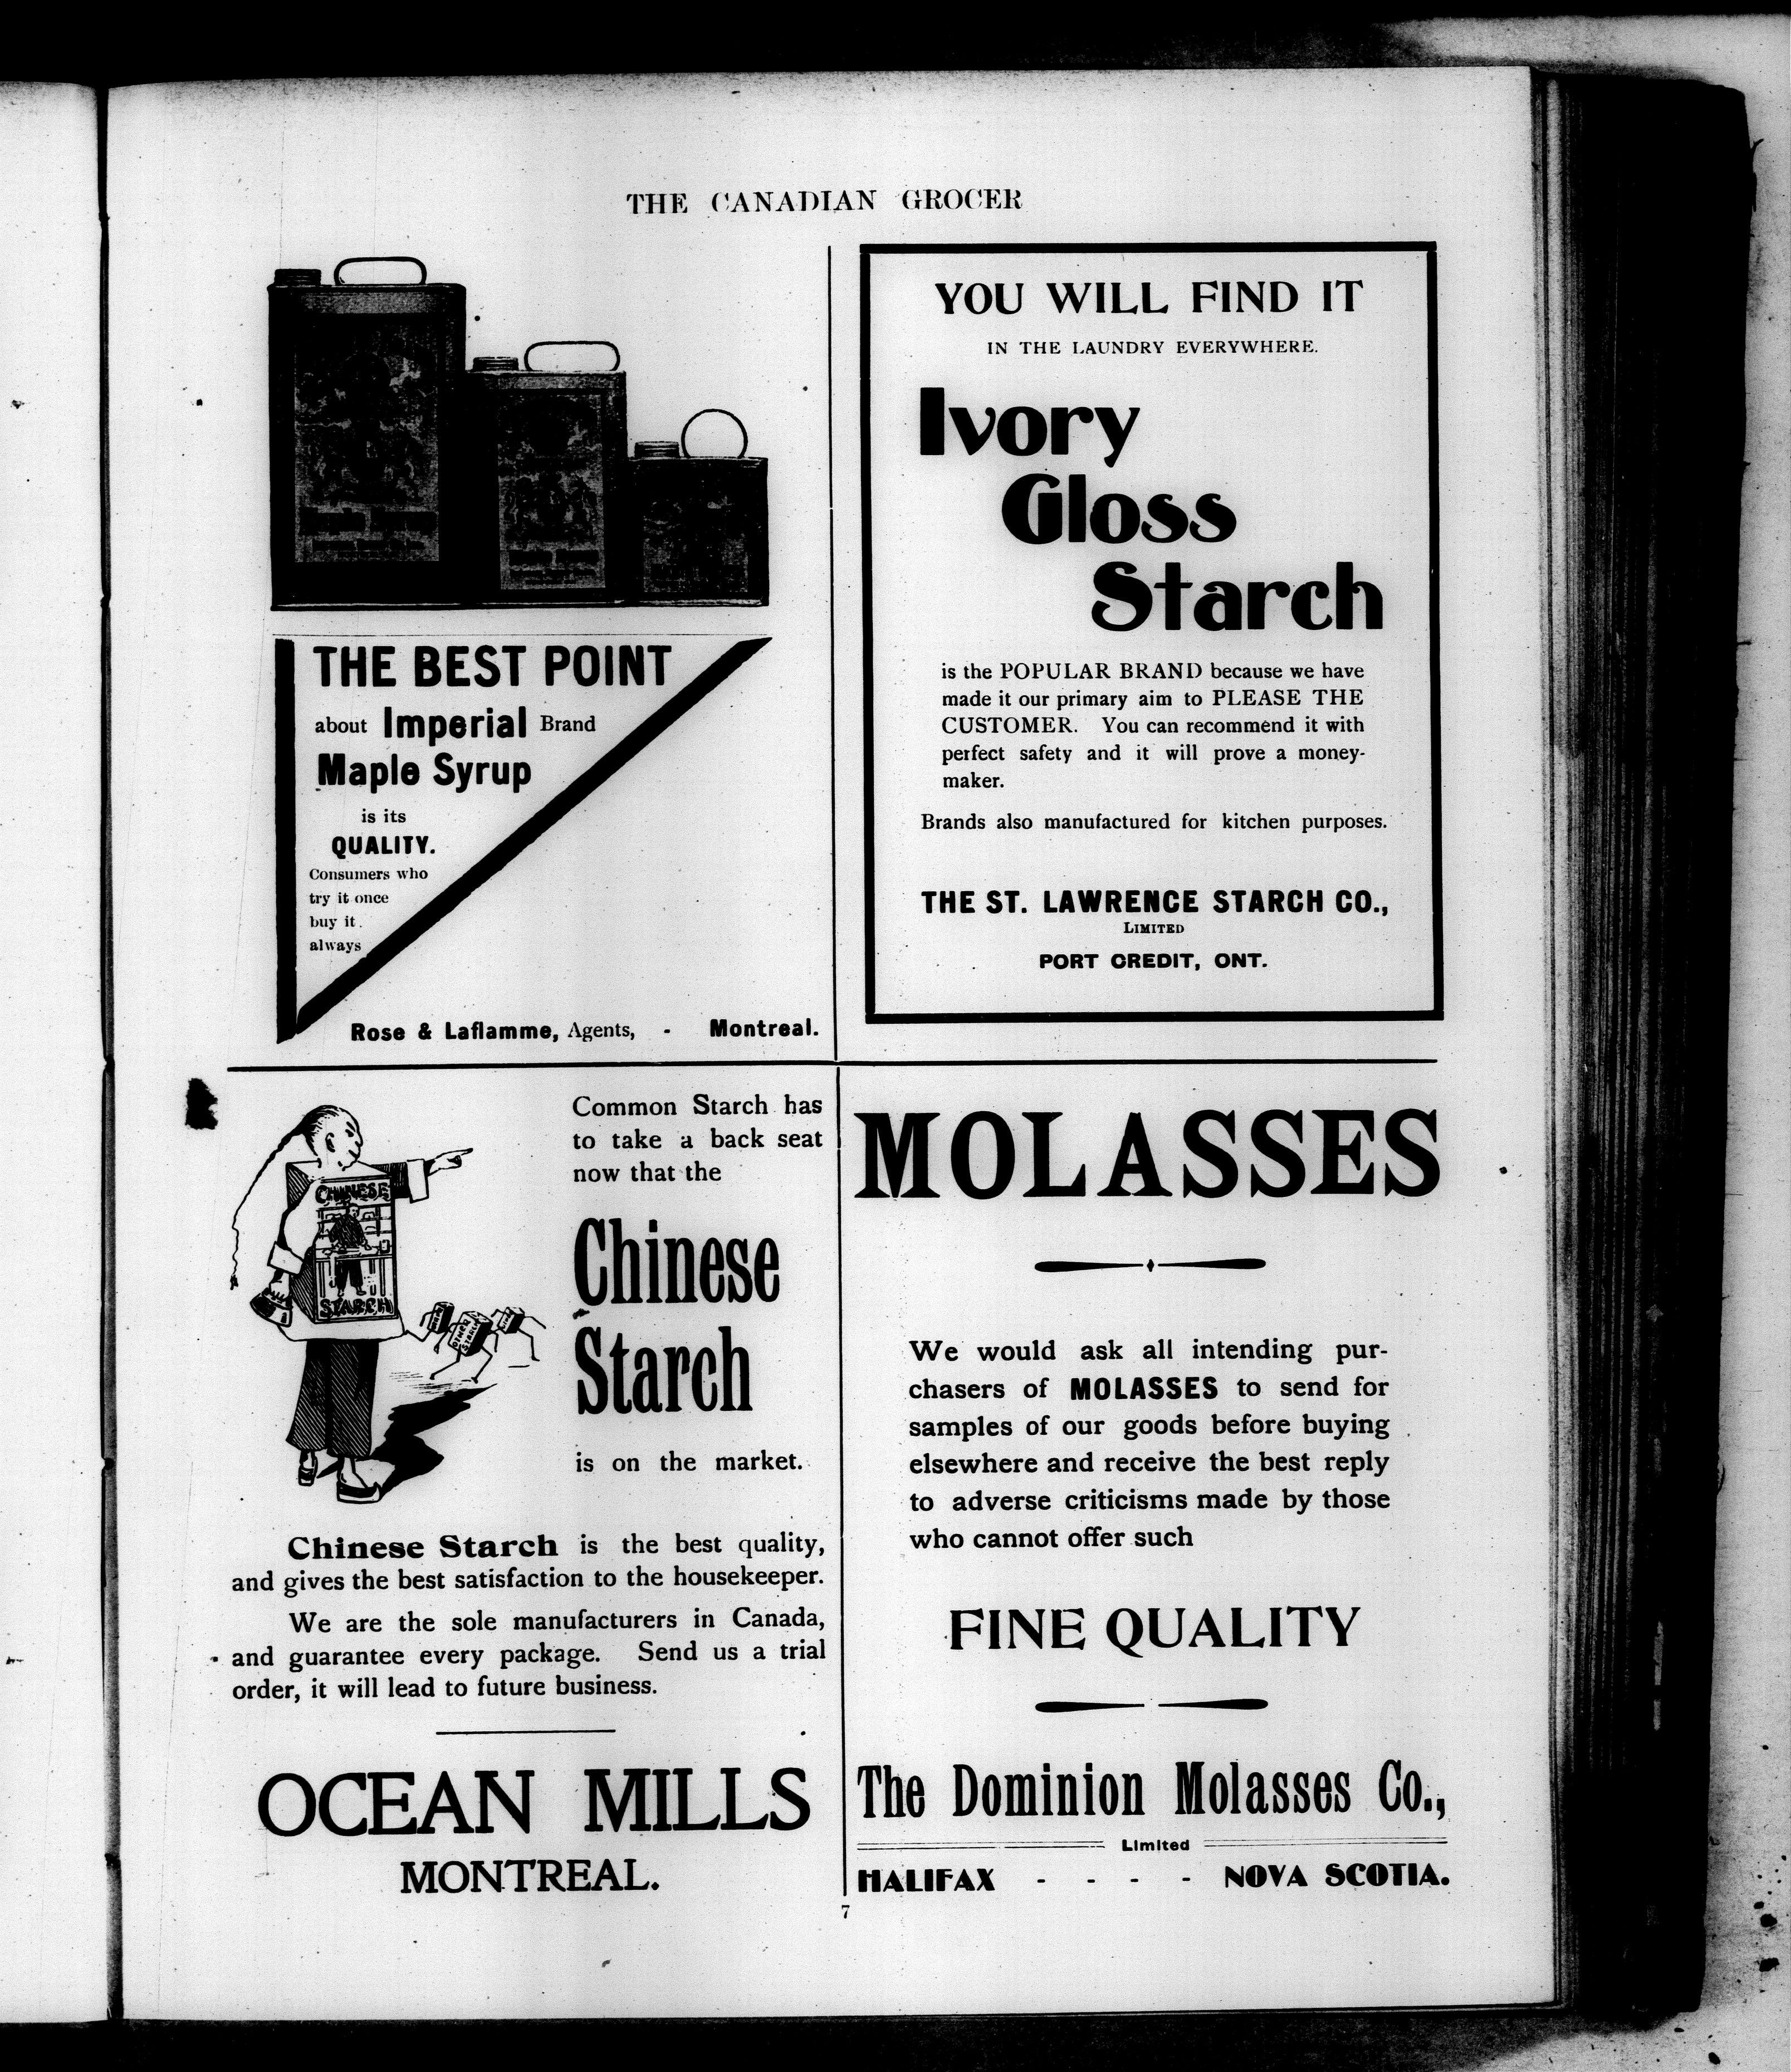 THE CANADIAN GROCER
THE BEST POINT
about Imperial Brand
Maple Syrup
is its
QUALITY.
Consumers who
try it once
buy it
always
Rose & Laflamme, Agents, - Montreal.
YOU WILL FIND IT
IN THE LAUNDRY EVERYWHERE.
Ivory
Gloss
Starch
is the POPULAR BRAND because we have
made it our primary aim to PLEASE THE
CUSTOMER. You can recommend it with
perfect safety and it will prove a money-
maker.
Brands also manufactured for kitchen purposes.
THE ST. LAWRENCE STARCH CO.,
LIMITED
PORT CREDIT, ONT.
CHINESE
STARCH
OTHER
STARCH
Common Starch has
to take a back seat
now that the
Chinese
Starch
is on the market.
Chinese Starch is the best quality,
and gives the best satisfaction to the housekeeper.
We are the sole manufacturers in Canada,
and guarantee every package. Send us a trial
order, it will lead to future business.
OCEAN MILLS
MONTREAL.
MOLASSES
We would ask all intending pur-
chasers of MOLASSES to send for
samples of our goods before buying
elsewhere and receive the best reply
to adverse criticisms made by those
who cannot offer such
FINE QUALITY
The Dominion Molasses Co.,
Limited
HALIFAX - - - - NOVA SCOTIA.
7